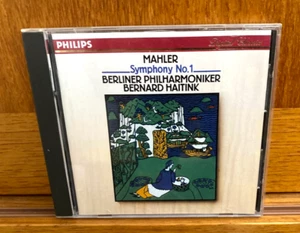 PHILIPS
MAHLER
Symphony No.1
BERLINER PHILHARMONIKER
BERNARD HAITINK